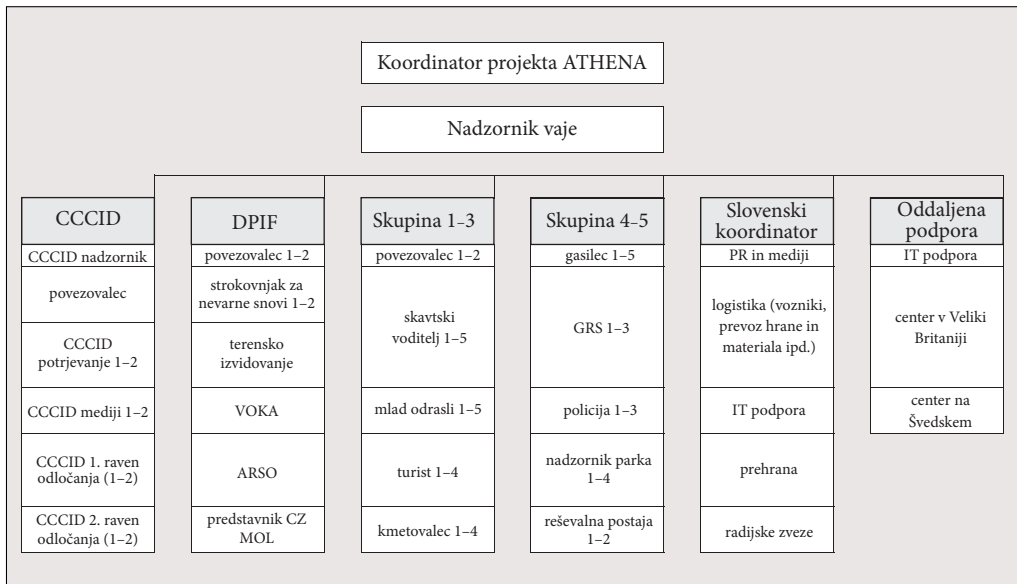 Koordinator projekta ATHENA
Nadzornik vaje
CCCID
CCCID nadzornik
povezovalec
CCCID
potrjevanje 1–2
CCCID mediji 1–2
CCCID 1. raven
odločanja (1–2)
CCCID 2. raven
odločanja (1–2)
DPIF
povezovalec 1–2
strokovnjak za
nevarne snovi 1–2
terensko
izvidovanje
VOKA
ARSO
predstavnik CZ
MOL
Skupina 1–3
povezovalec 1–2
skavtski
voditelj 1–5
mlad odrasli 1–5
turist 1–4
kmetovalec 1–4
Skupina 4–5
gasilec 1–5
GRS 1–3
policija 1–3
nadzornik parka
1–4
reševalna postaja
1–2
Slovenski
koordinator
PR in mediji
logistika (vozniki,
prevoz hrane in
materiala ipd.)
IT podpora
prehrana
radijske zveze
Oddaljena
podpora
IT podpora
center v Veliki
Britaniji
center na
Švedskem